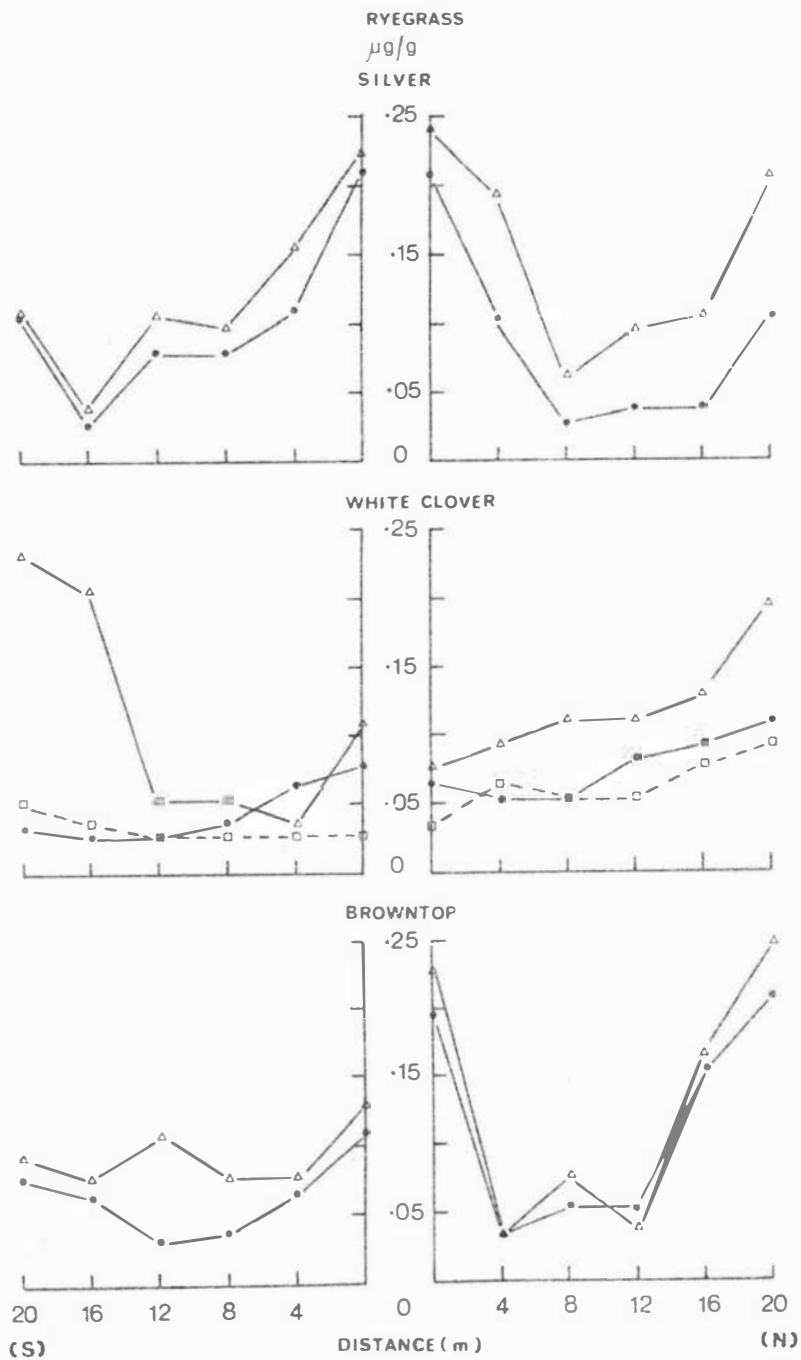 RYEGRASS
µg/g
SILVER
·25
·15
·05
0
WHITE CLOVER
·25
·15
·05
0
BROWNTOP
·25
·15
·05
20 16 12 8 4 0 4 8 12 16 20
(S) DISTANCE (m) (N)